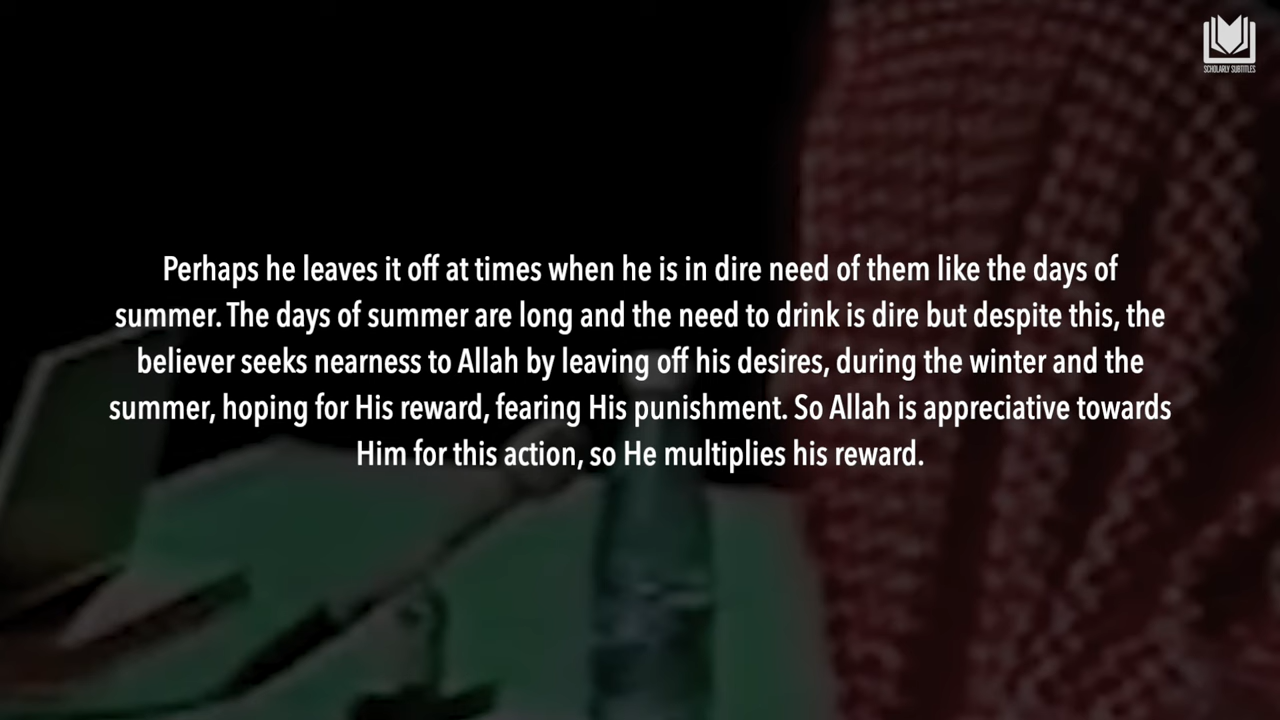 SCHOLARLY SUBTITLES
Perhaps he leaves it off at times when he is in dire need of them like the days of
summer. The days of summer are long and the need to drink is dire but despite this, the
believer seeks nearness to Allah by leaving off his desires, during the winter and the
summer, hoping for His reward, fearing His punishment. So Allah is appreciative towards
Him for this action, so He multiplies his reward.